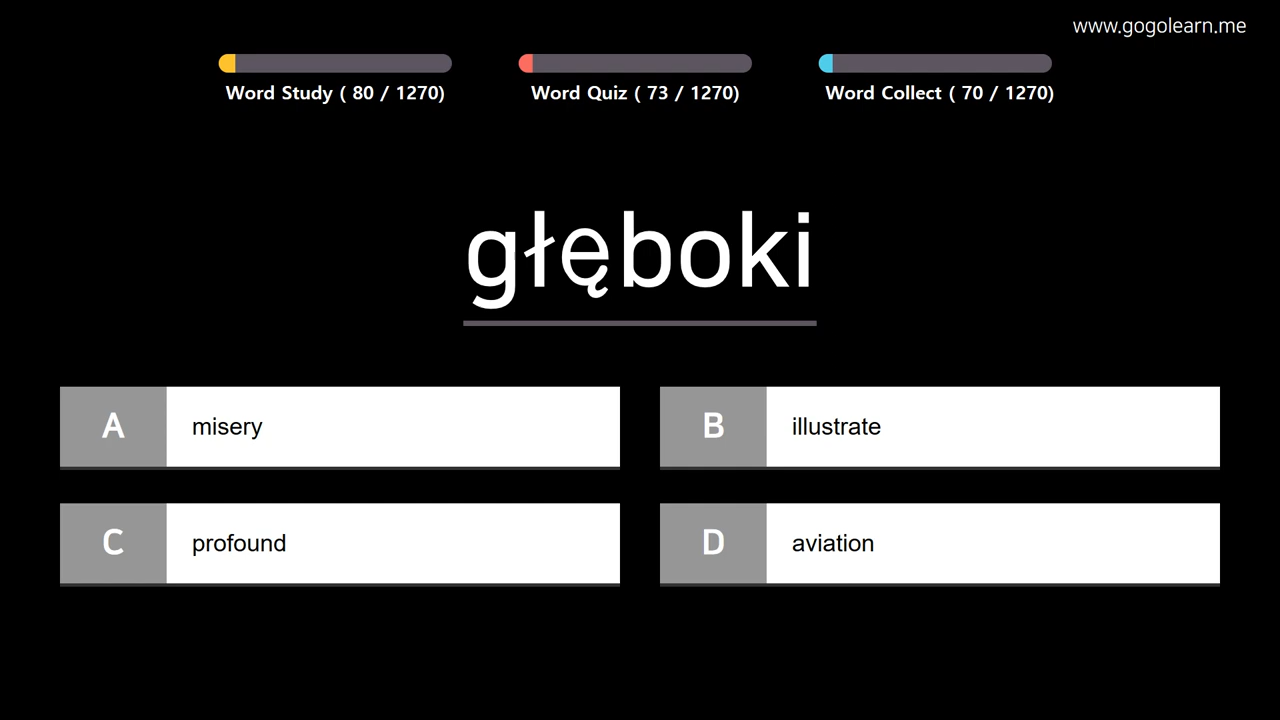 www.gogolearn.me
Word Study ( 80 / 1270)
Word Quiz ( 73 / 1270)
Word Collect ( 70 / 1270)
głęboki
A misery
B illustrate
C profound
D aviation